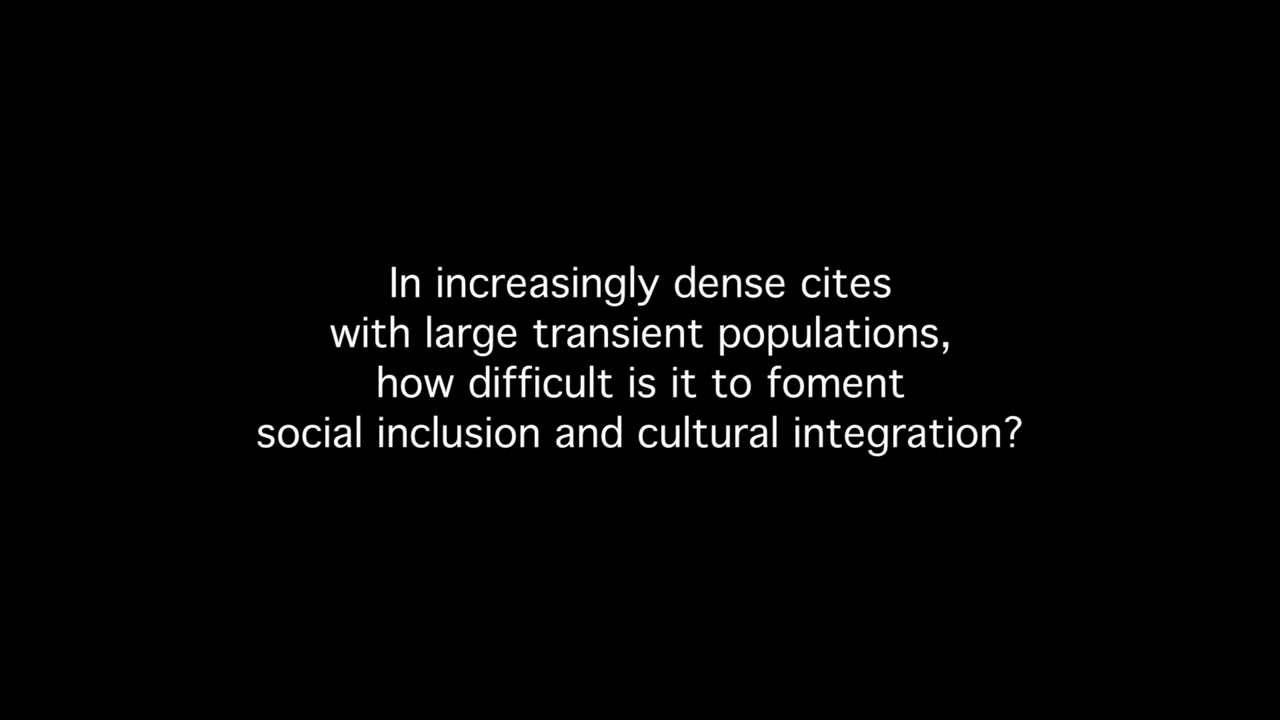 In increasingly dense cites
with large transient populations,
how difficult is it to foment
social inclusion and cultural integration?